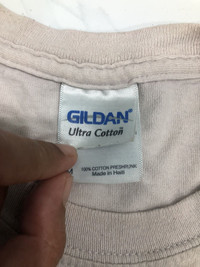 GILDAN®
Ultra Cotton®
M
100% COTTON PRESHRUNK
Made in Haiti